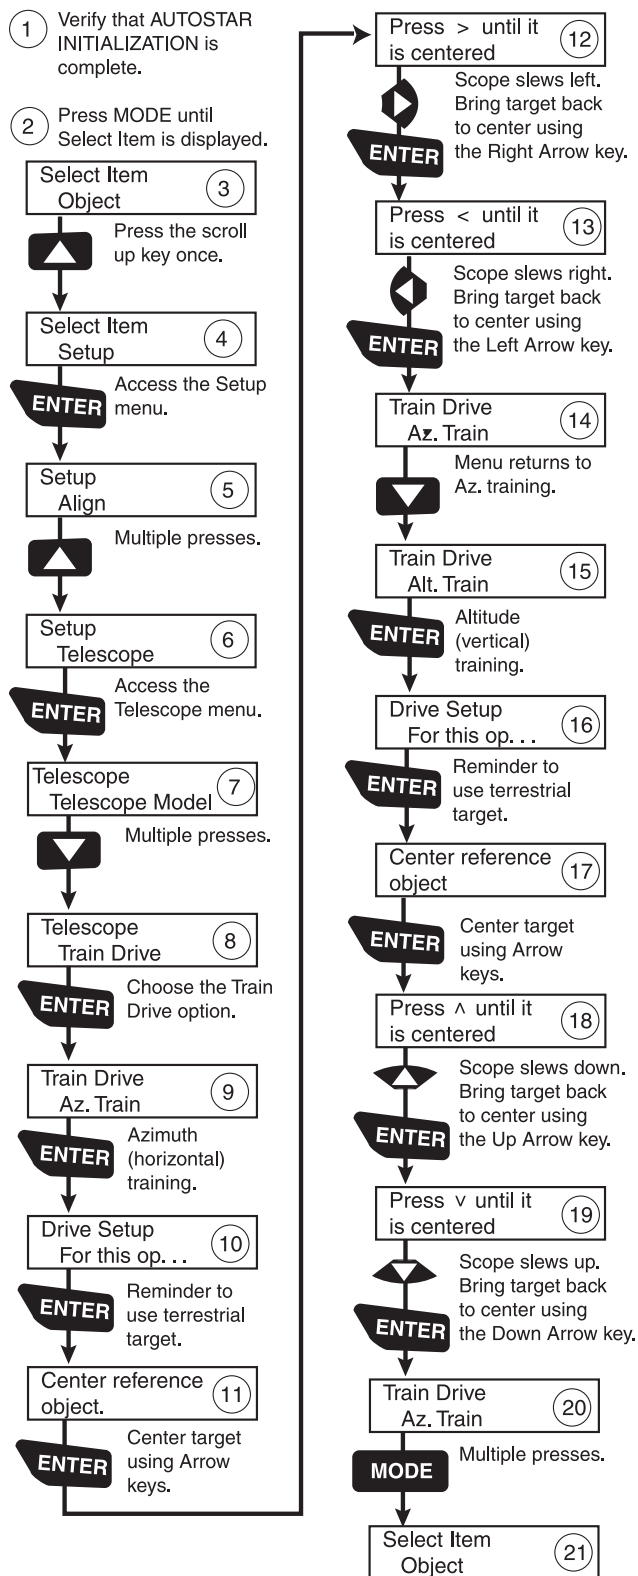 1
Verify that AUTOSTAR
INITIALIZATION is
complete.
2
Press MODE until
Select Item is displayed.
Select Item
Object
3
Press the scroll
up key once.
Select Item
Setup
4
ENTER
Access the Setup
menu.
Setup
Align
5
Multiple presses.
Setup
Telescope
6
ENTER
Access the
Telescope menu.
Telescope
Telescope Model
7
Multiple presses.
Telescope
Train Drive
8
ENTER
Choose the Train
Drive option.
Train Drive
Az. Train
9
ENTER
Azimuth
(horizontal)
training.
Drive Setup
For this op. . .
10
ENTER
Reminder to
use terrestrial
target.
Center reference
object.
11
ENTER
Center target
using Arrow
keys.
Press > until it
is centered
12
Scope slews left.
Bring target back
to center using
the Right Arrow key.
ENTER
Press < until it
is centered
13
Scope slews right.
Bring target back
to center using
the Left Arrow key.
ENTER
Train Drive
Az. Train
14
Menu returns to
Az. training.
Train Drive
Alt. Train
15
ENTER
Altitude
(vertical)
training.
Drive Setup
For this op. . .
16
ENTER
Reminder to
use terrestrial
target.
Center reference
object
17
ENTER
Center target
using Arrow
keys.
Press ^ until it
is centered
18
Scope slews down.
Bring target back
to center using
the Up Arrow key.
ENTER
Press v until it
is centered
19
Scope slews up.
Bring target back
to center using
the Down Arrow key.
ENTER
Train Drive
Az. Train
20
MODE
Multiple presses.
Select Item
Object
21